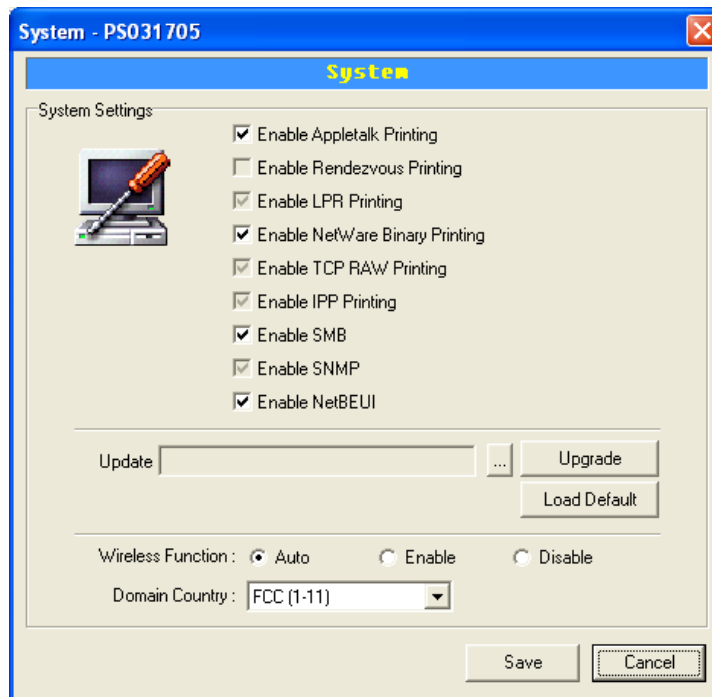 System - PS031705
System
System Settings
Enable Appletalk Printing
Enable Rendezvous Printing
Enable LPR Printing
Enable NetWare Binary Printing
Enable TCP RAW Printing
Enable IPP Printing
Enable SMB
Enable SNMP
Enable NetBEUI
Update ... Upgrade
Load Default
Wireless Function : Auto Enable Disable
Domain Country : FCC (1-11)
Save Cancel